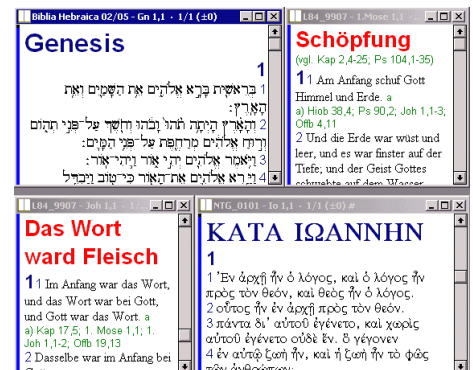 Biblia Hebraica 02/05 - Gn 1,1 · 1/1 (±0)
Genesis
1
1 בְּרֵאשִׁית בָּרָא אֱלֹהִים אֵת הַשָּׁמַיִם וְאֵת
הָאָרֶץ׃
2 וְהָאָרֶץ הָיְתָה תֹהוּ וָבֹהוּ וְחֹשֶׁךְ עַל־פְּנֵי תְהוֹם
וְרוּחַ אֱלֹהִים מְרַחֶפֶת עַל־פְּנֵי הַמָּיִם׃
3 וַיֹּאמֶר אֱלֹהִים יְהִי אוֹר וַיְהִי־אוֹר׃
4 וַיַּרְא אֱלֹהִים אֶת־הָאוֹר כִּי־טוֹב וַיַּבְדֵּל
L84_9907 - 1.Mose 1,1 ·
Schöpfung
(vgl. Kap 2,4-25; Ps 104,1-35)
1 1 Am Anfang schuf Gott
Himmel und Erde. a
a) Hiob 38,4; Ps 90,2; Joh 1,1-3;
Offb 4,11
2 Und die Erde war wüst und
leer, und es war finster auf der
Tiefe; und der Geist Gottes
schwebte auf dem Wasser
L84_9907 - Joh 1,1 - 1/
Das Wort
ward Fleisch
1 1 Im Anfang war das Wort,
und das Wort war bei Gott,
und Gott war das Wort. a
a) Kap 17,5; 1. Mose 1,1; 1.
Joh 1,1-2; Offb 19,13
2 Dasselbe war im Anfang bei
NTG_0101 - Io 1,1 - 1/1 (±0) #
ΚΑΤΑ ΙΩΑΝΝΗΝ
1
1 Ἐν ἀρχῇ ἦν ὁ λόγος, καὶ ὁ λόγος ἦν
πρὸς τὸν θεόν, καὶ θεὸς ἦν ὁ λόγος.
2 οὗτος ἦν ἐν ἀρχῇ πρὸς τὸν θεόν.
3 πάντα δι' αὐτοῦ ἐγένετο, καὶ χωρὶς
αὐτοῦ ἐγένετο οὐδὲ ἕν. ὃ γέγονεν
4 ἐν αὐτῷ ζωὴ ἦν, καὶ ἡ ζωὴ ἦν τὸ φῶς
τῶν ἀνθρώπων·